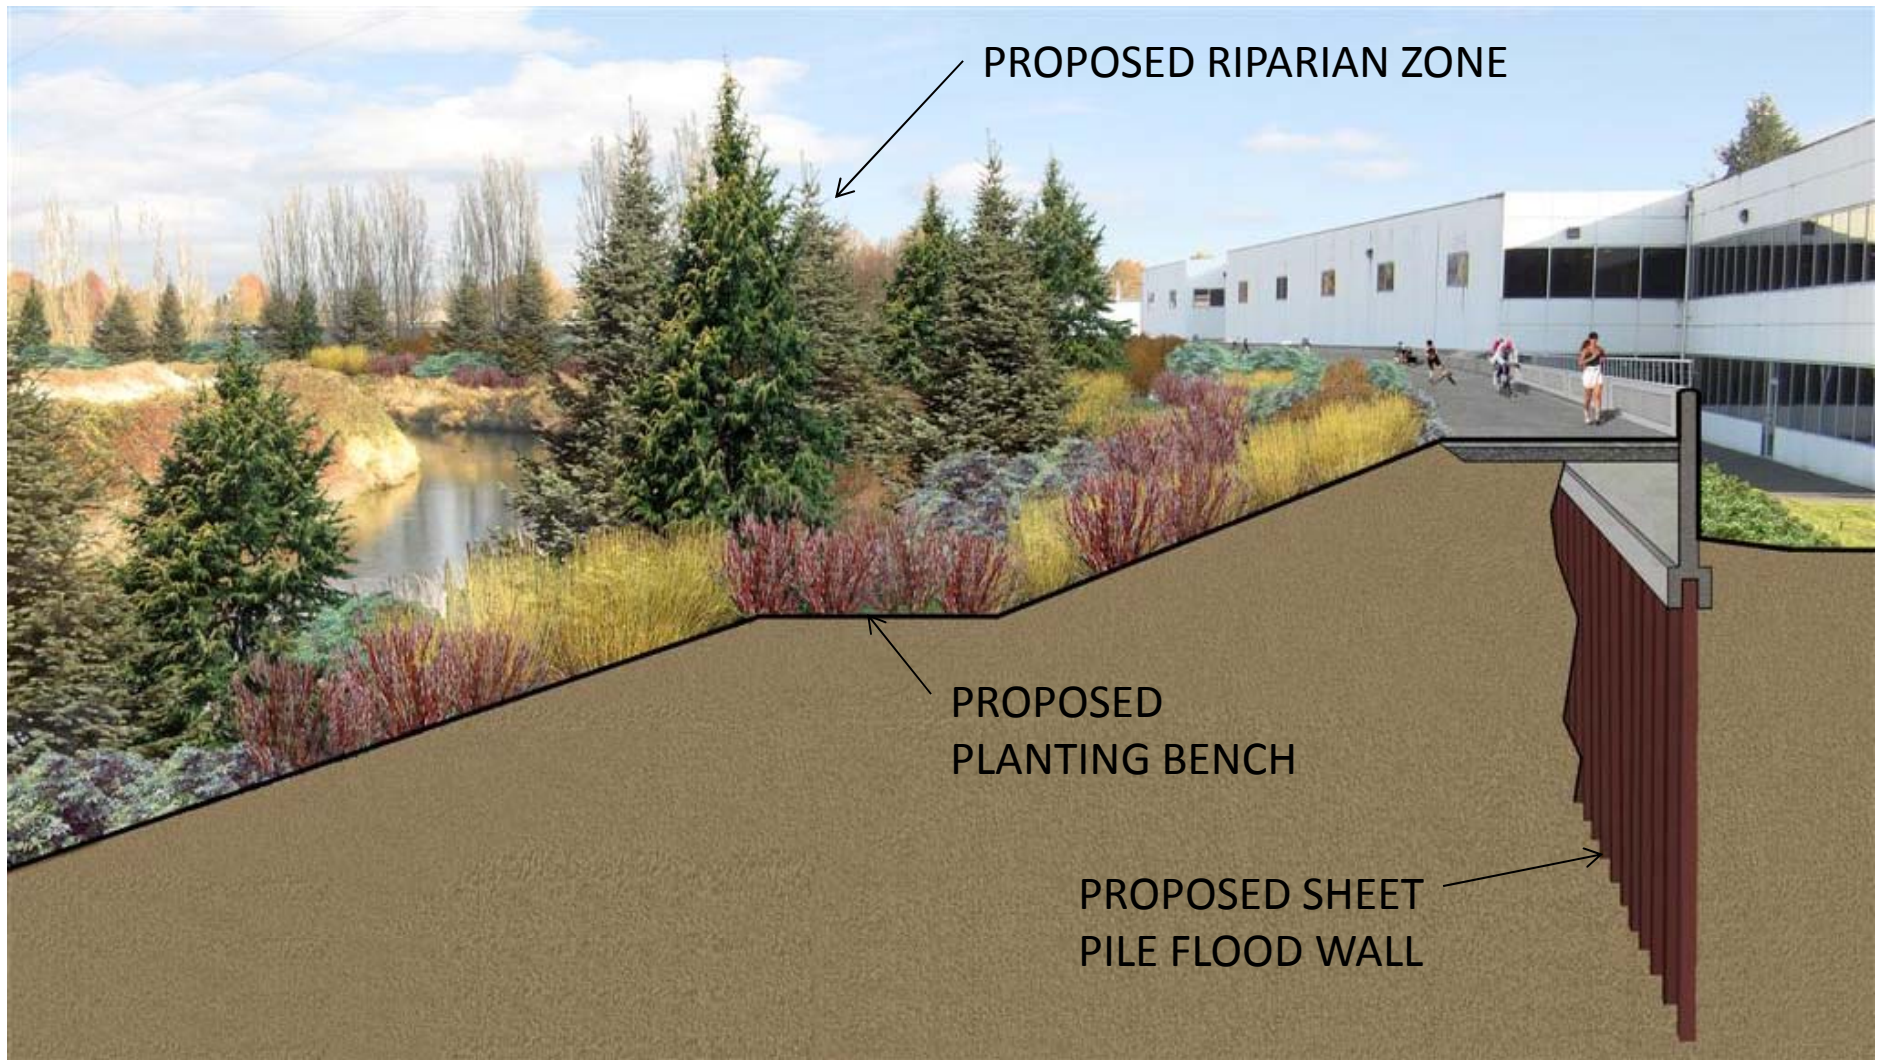 PROPOSED RIPARIAN ZONE
PROPOSED
PLANTING BENCH
PROPOSED SHEET
PILE FLOOD WALL